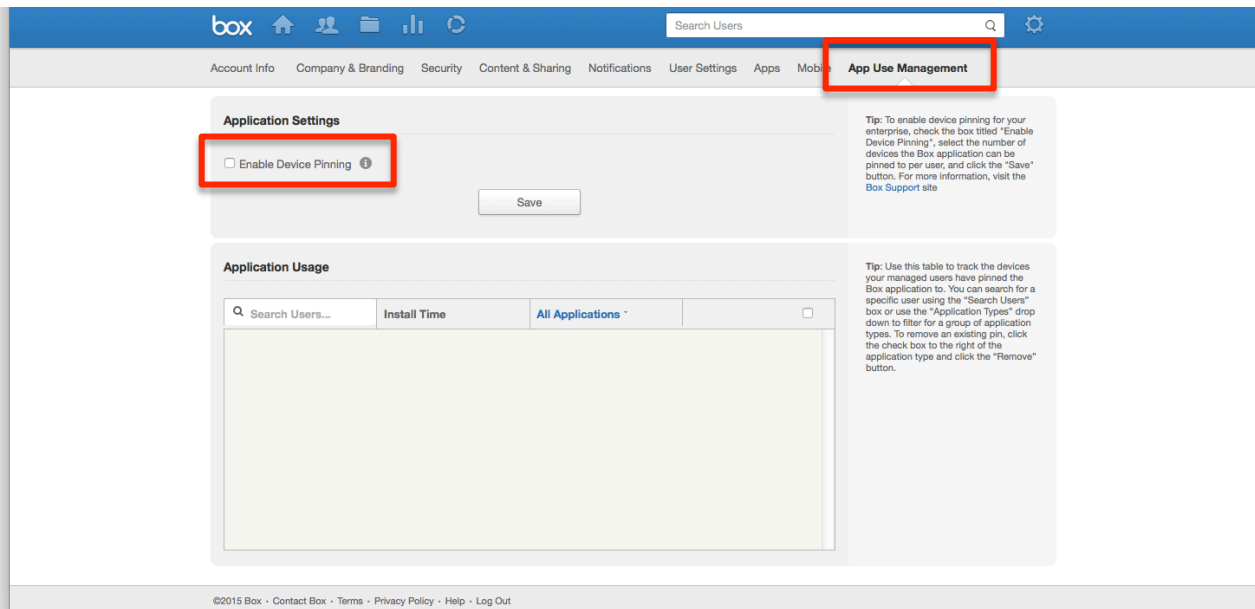 box
Search Users
Account Info Company & Branding Security Content & Sharing Notifications User Settings Apps Mobile App Use Management
Application Settings
Enable Device Pinning
Save
Tip: To enable device pinning for your
enterprise, check the box titled "Enable
Device Pinning", select the number of
devices the Box application can be
pinned to per user, and click the "Save"
button. For more information, visit the
Box Support site
Application Usage
Search Users... Install Time All Applications
Tip: Use this table to track the devices
your managed users have pinned the
Box application to. You can search for a
specific user using the "Search Users"
box or use the "Application Types" drop
down to filter for a group of application
types. To remove an existing pin, click
the check box to the right of the
application type and click the "Remove"
button.
©2015 Box · Contact Box · Terms · Privacy Policy · Help · Log Out